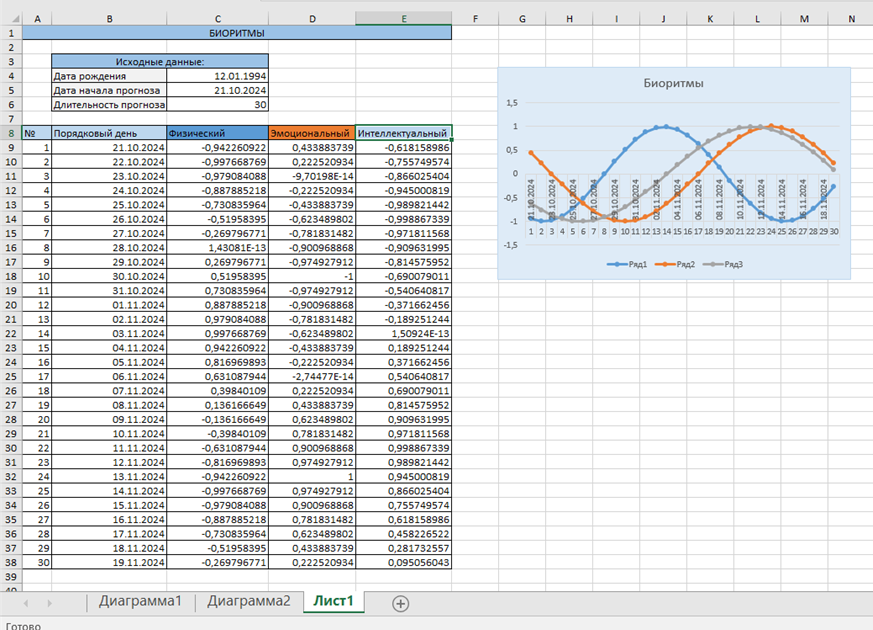 A B C D E F G H I J K L M N
1 БИОРИТМЫ
2
3 Исходные данные:
4 Дата рождения 12.01.1994
5 Дата начала прогноза 21.10.2024
6 Длительность прогноза 30
7
8 № Порядковый день Физический Эмоциональный Интеллектуальный
9 1 21.10.2024 -0,942260922 0,433883739 -0,618158986
10 2 22.10.2024 -0,997668769 0,222520934 -0,755749574
11 3 23.10.2024 -0,979084088 -9,70198E-14 -0,866025404
12 4 24.10.2024 -0,887885218 -0,222520934 -0,945000819
13 5 25.10.2024 -0,730835964 -0,433883739 -0,989821442
14 6 26.10.2024 -0,51958395 -0,623489802 -0,998867339
15 7 27.10.2024 -0,269796771 -0,781831482 -0,971811568
16 8 28.10.2024 1,43081E-13 -0,900968868 -0,909631995
17 9 29.10.2024 0,269796771 -0,974927912 -0,814575952
18 10 30.10.2024 0,51958395 -1 -0,690079011
19 11 31.10.2024 0,730835964 -0,974927912 -0,540640817
20 12 01.11.2024 0,887885218 -0,900968868 -0,371662456
21 13 02.11.2024 0,979084088 -0,781831482 -0,189251244
22 14 03.11.2024 0,997668769 -0,623489802 1,50924E-13
23 15 04.11.2024 0,942260922 -0,433883739 0,189251244
24 16 05.11.2024 0,816969893 -0,222520934 0,371662456
25 17 06.11.2024 0,631087944 -2,74477E-14 0,540640817
26 18 07.11.2024 0,39840109 0,222520934 0,690079011
27 19 08.11.2024 0,136166649 0,433883739 0,814575952
28 20 09.11.2024 -0,136166649 0,623489802 0,909631995
29 21 10.11.2024 -0,39840109 0,781831482 0,971811568
30 22 11.11.2024 -0,631087944 0,900968868 0,998867339
31 23 12.11.2024 -0,816969893 0,974927912 0,989821442
32 24 13.11.2024 -0,942260922 1 0,945000819
33 25 14.11.2024 -0,997668769 0,974927912 0,866025404
34 26 15.11.2024 -0,979084088 0,900968868 0,755749574
35 27 16.11.2024 -0,887885218 0,781831482 0,618158986
36 28 17.11.2024 -0,730835964 0,623489802 0,458226522
37 29 18.11.2024 -0,51958395 0,433883739 0,281732557
38 30 19.11.2024 -0,269796771 0,222520934 0,095056043
39
Биоритмы
1,5
1
0,5
0
-0,5
-1
-1,5
31.10.2024 02.11.2024 04.11.2024 06.11.2024 08.11.2024 10.11.2024 12.11.2024 14.11.2024 16.11.2024 18.11.2024
1 2 3 4 5 6 7 8 9 10 11 12 13 14 15 16 17 18 19 20 21 22 23 24 25 26 27 28 29 30
Ряд1 Ряд2 Ряд3
Диаграмма1 Диаграмма2 Лист1
Готово